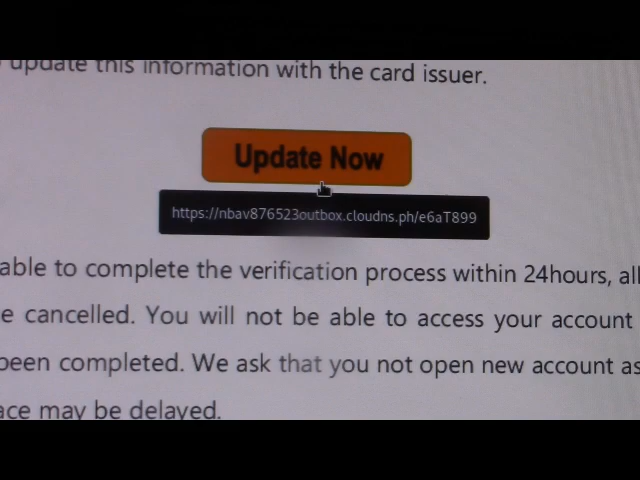 update this information with the card issuer.
Update Now
https://nbav876523outbox.cloudns.ph/e6aT899
able to complete the verification process within 24hours, all
e cancelled. You will not be able to access your account
been completed. We ask that you not open new account as
ace may be delayed.